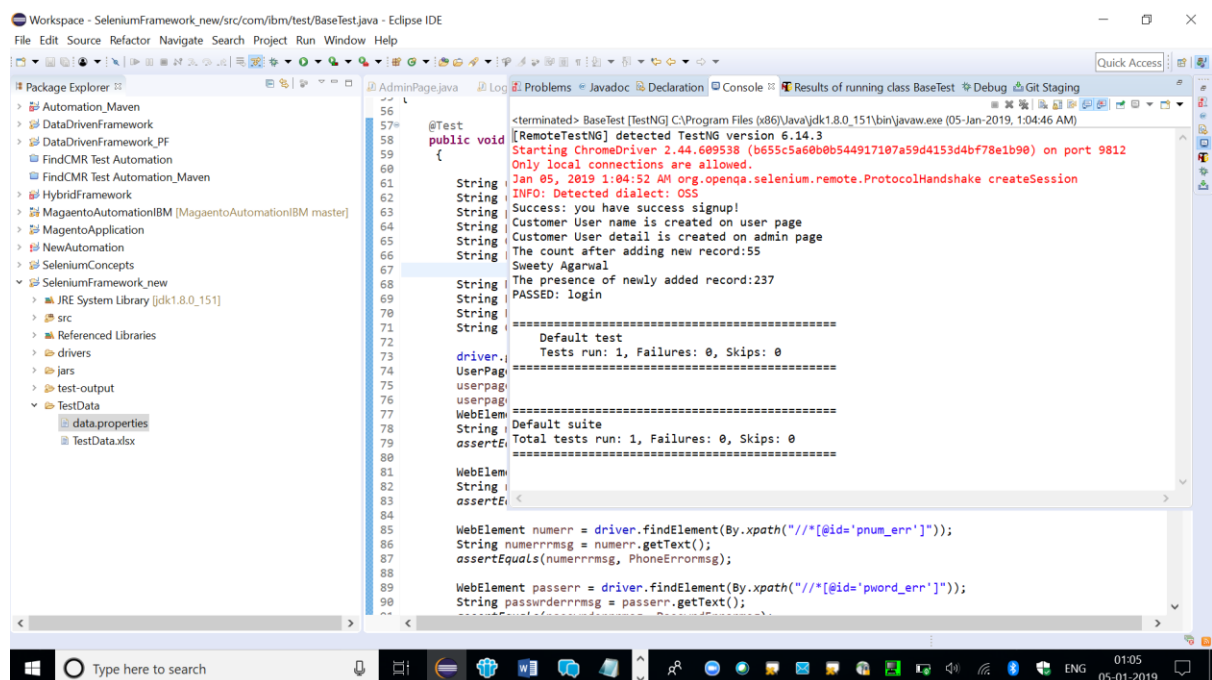 Workspace - SeleniumFramework_new/src/com/ibm/test/BaseTest.java - Eclipse IDE
File Edit Source Refactor Navigate Search Project Run Window Help
Quick Access
Package Explorer
Automation_Maven
DataDrivenFramework
DataDrivenFramework_PF
FindCMR Test Automation
FindCMR Test Automation_Maven
HybridFramework
MagaentoAutomationIBM [MagaentoAutomationIBM master]
MagentoApplication
NewAutomation
SeleniumConcepts
SeleniumFramework_new
JRE System Library [jdk1.8.0_151]
src
Referenced Libraries
drivers
jars
test-output
TestData
data.properties
TestData.xlsx
AdminPage.java Log
56
57 @Test
58 public void
59 {
60
61 String
62 String
63 String
64 String
65 String
66 String
67
68 String
69 String
70 String
71 String
72
73 driver.
74 UserPag
75 userpag
76 userpag
77 WebElem
78 String
79 assertE
80
81 WebElem
82 String
83 assertE
84
85 WebElement numerr = driver.findElement(By.xpath("//*[@id='pnum_err']"));
86 String numerrrmsg = numerr.getText();
87 assertEquals(numerrrmsg, PhoneErrormsg);
88
89 WebElement passerr = driver.findElement(By.xpath("//*[@id='pword_err']"));
90 String passwrderrrmsg = passerr.getText();
Problems Javadoc Declaration Console Results of running class BaseTest Debug Git Staging
<terminated> BaseTest [TestNG] C:\Program Files (x86)\Java\jdk1.8.0_151\bin\javaw.exe (05-Jan-2019, 1:04:46 AM)
[RemoteTestNG] detected TestNG version 6.14.3
Starting ChromeDriver 2.44.609538 (b655c5a60b0b544917107a59d4153d4bf78e1b90) on port 9812
Only local connections are allowed.
Jan 05, 2019 1:04:52 AM org.openqa.selenium.remote.ProtocolHandshake createSession
INFO: Detected dialect: OSS
Success: you have success signup!
Customer User name is created on user page
Customer User detail is created on admin page
The count after adding new record:55
Sweety Agarwal
The presence of newly added record:237
PASSED: login
===============================================
Default test
Tests run: 1, Failures: 0, Skips: 0
===============================================
===============================================
Default suite
Total tests run: 1, Failures: 0, Skips: 0
===============================================
Type here to search
ENG
01:05
05-01-2019